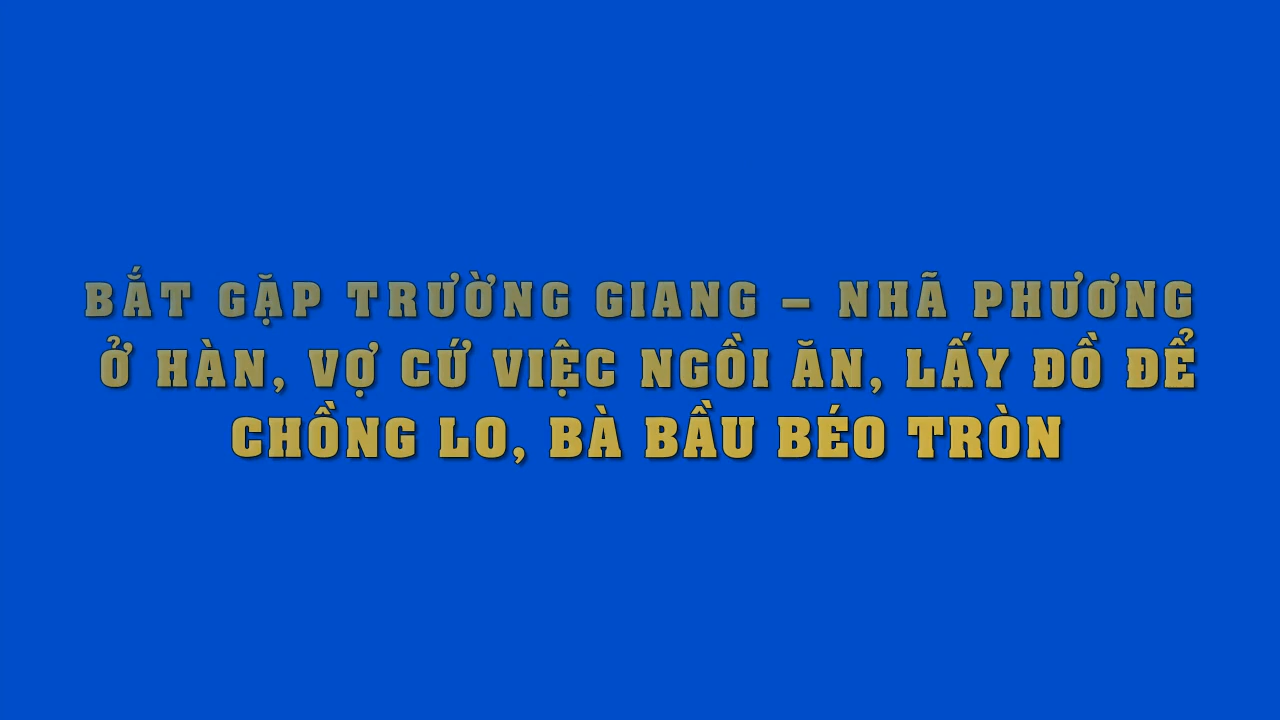 BẮT GẶP TRƯỜNG GIANG – NHÃ PHƯƠNG
Ở HÀN, VỢ CỨ VIỆC NGỒI ĂN, LẤY ĐỒ ĐỂ
CHỒNG LO, BÀ BẦU BÉO TRÒN